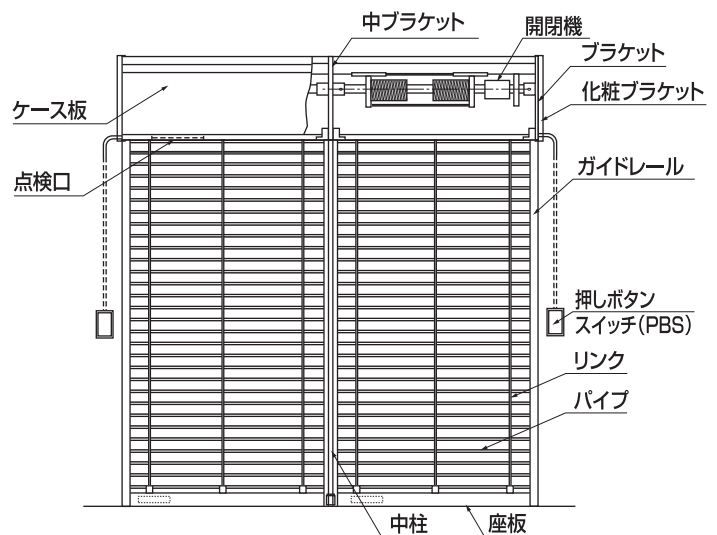 中ブラケット
開閉機
ブラケット
化粧ブラケット
ケース板
点検口
ガイドレール
押しボタン
スイッチ(PBS)
リンク
パイプ
中柱
座板